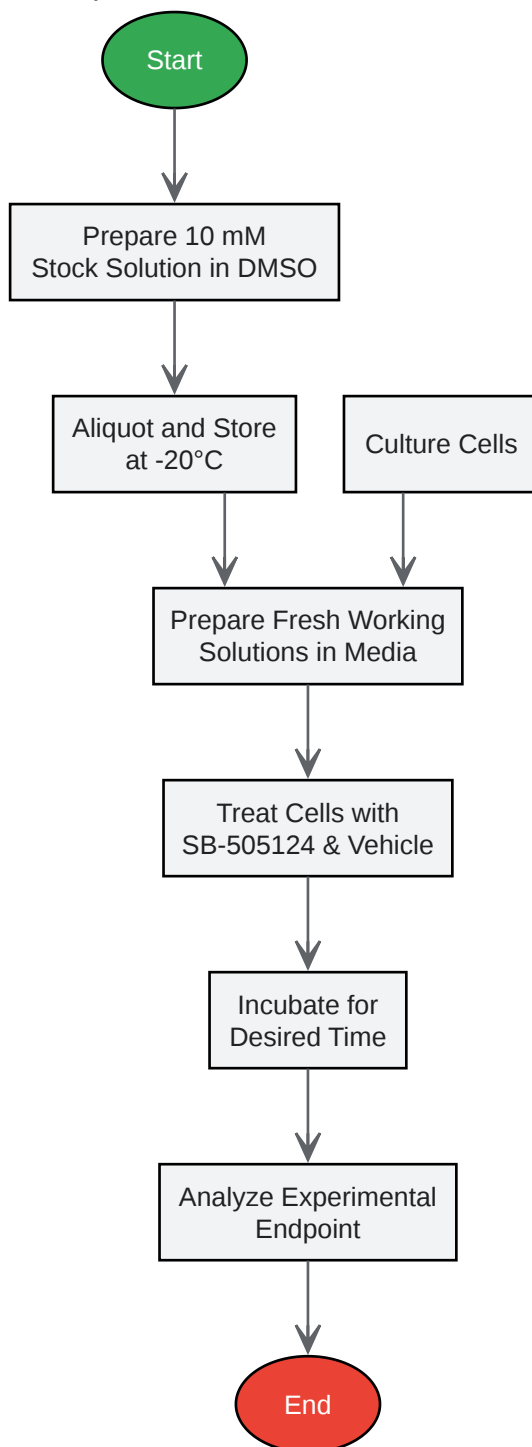 Start
Prepare 10 mM
Stock Solution in DMSO
Aliquot and Store
at -20°C
Culture Cells
Prepare Fresh Working
Solutions in Media
Treat Cells with
SB-505124 & Vehicle
Incubate for
Desired Time
Analyze Experimental
Endpoint
End